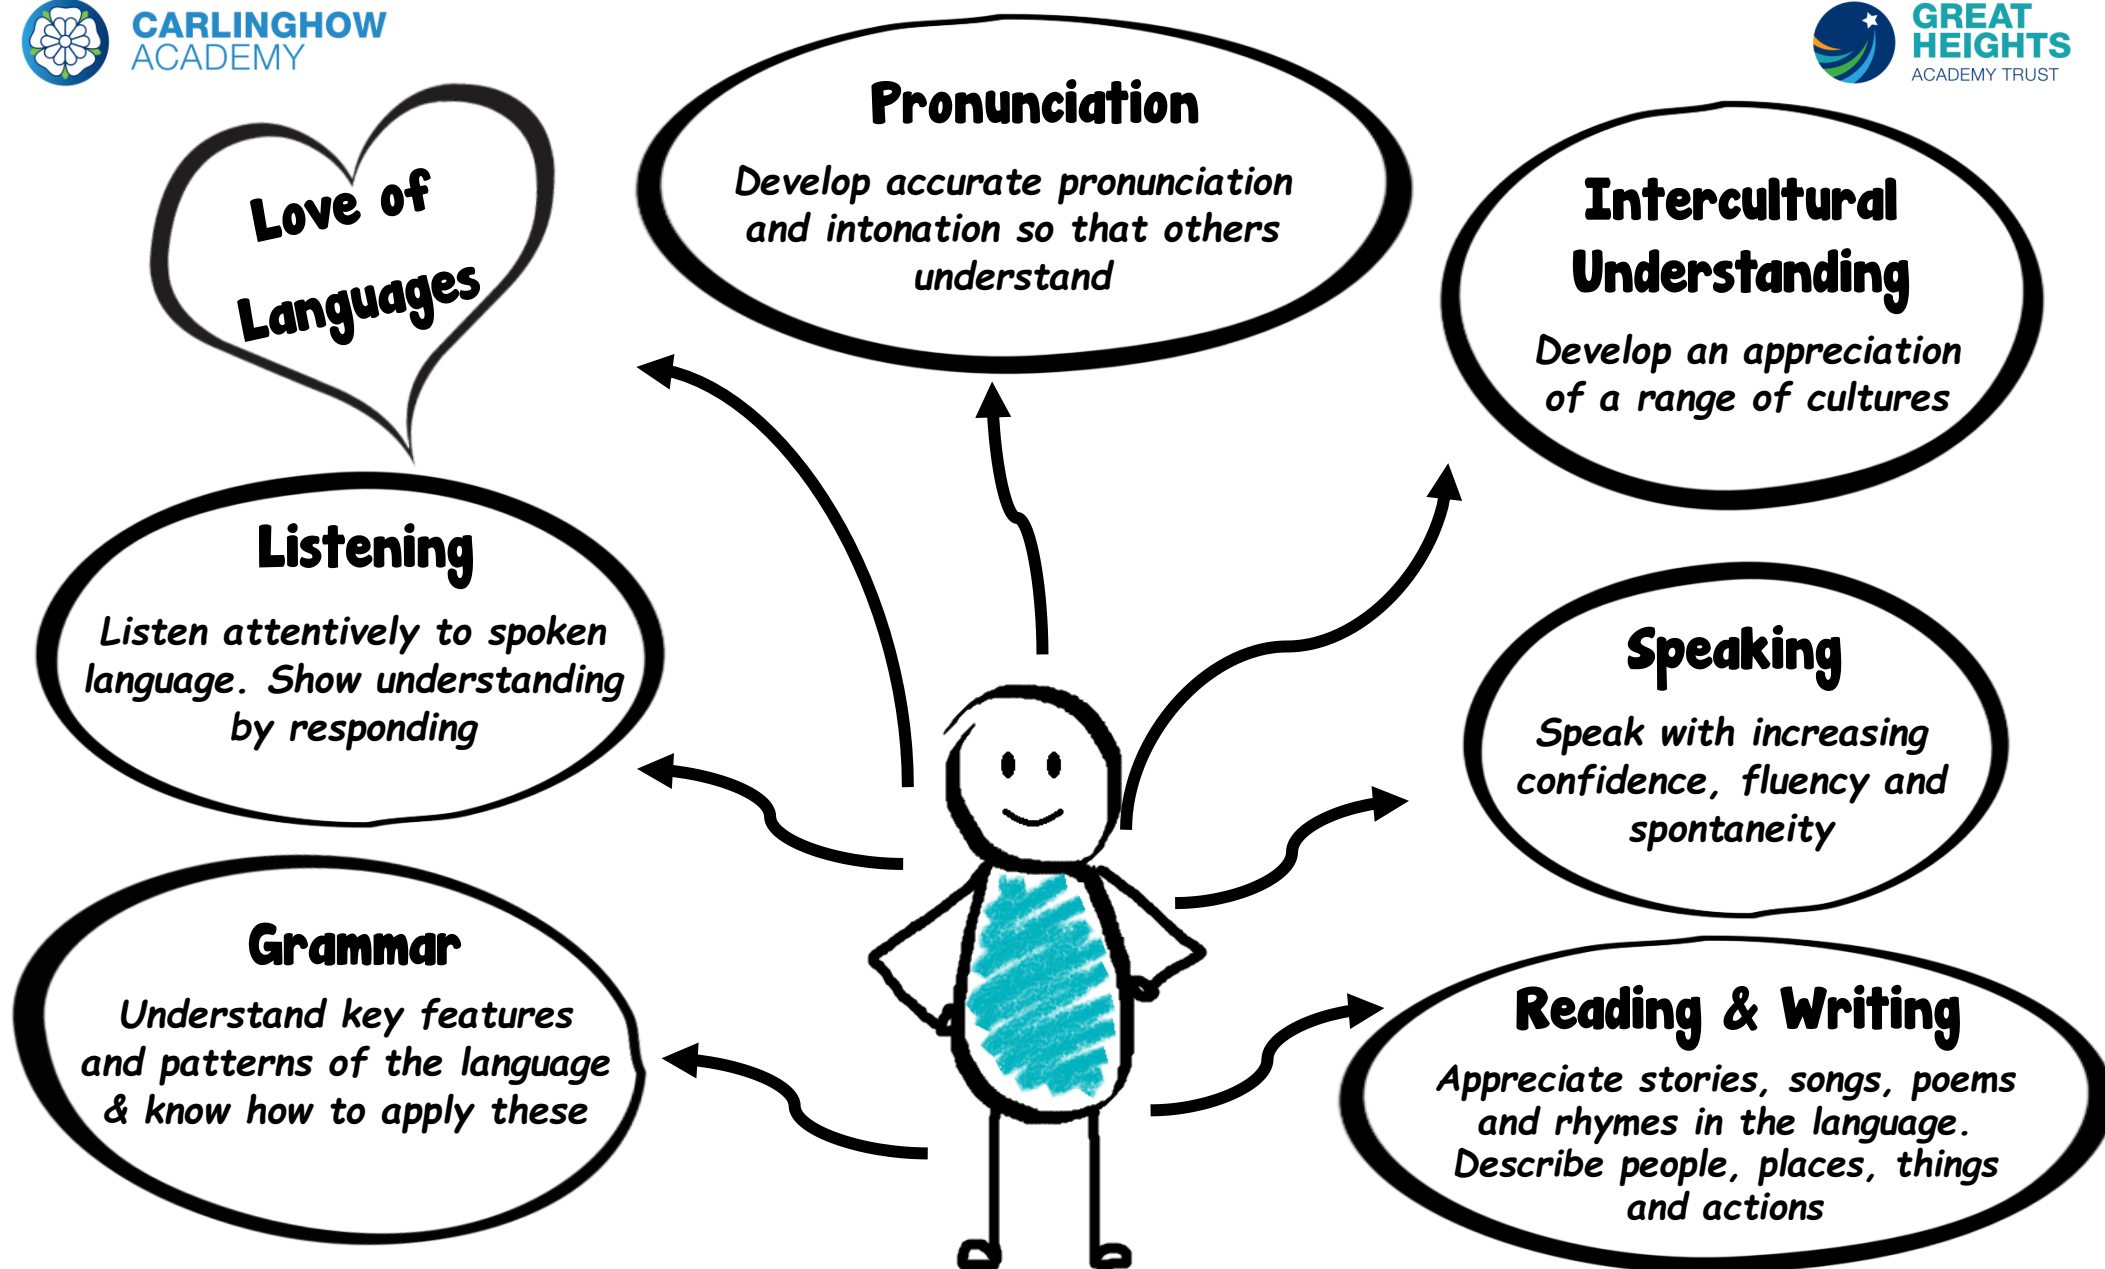 CARLINGHOW
ACADEMY
GREAT
HEIGHTS
ACADEMY TRUST
Love of
Languages
Pronunciation
Develop accurate pronunciation
and intonation so that others
understand
Intercultural
Understanding
Develop an appreciation
of a range of cultures
Listening
Listen attentively to spoken
language. Show understanding
by responding
Speaking
Speak with increasing
confidence, fluency and
spontaneity
Grammar
Understand key features
and patterns of the language
& know how to apply these
Reading & Writing
Appreciate stories, songs, poems
and rhymes in the language.
Describe people, places, things
and actions